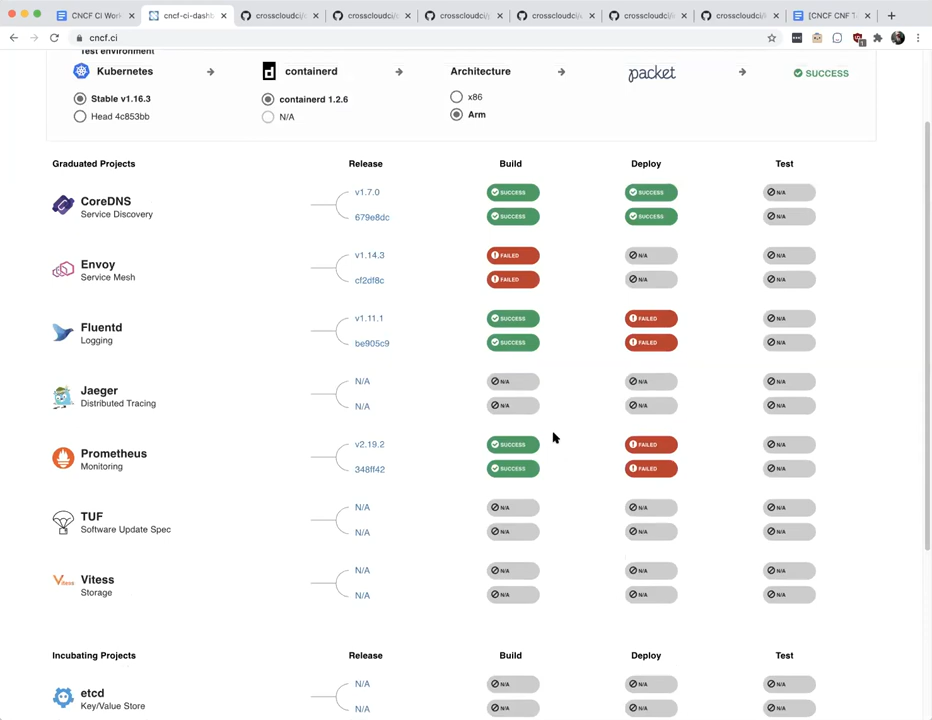 CNCF CI Work
cncf-ci-dashb
crosscloudci/
crosscloudci/
crosscloudci/
crosscloudci/
crosscloudci/
crosscloudci/
[CNCF CNF T
cncf.ci
Test environment
Kubernetes
containerd
Architecture
packet
SUCCESS
Stable v1.16.3
containerd 1.2.6
x86
Head 4c853bb
N/A
Arm
Graduated Projects
Release
Build
Deploy
Test
CoreDNS
Service Discovery
v1.7.0
SUCCESS
SUCCESS
N/A
679e8dc
SUCCESS
SUCCESS
N/A
Envoy
Service Mesh
v1.14.3
FAILED
N/A
N/A
cf2df8c
FAILED
N/A
N/A
Fluentd
Logging
v1.11.1
SUCCESS
FAILED
N/A
be905c9
SUCCESS
FAILED
N/A
Jaeger
Distributed Tracing
N/A
N/A
N/A
N/A
N/A
N/A
N/A
N/A
Prometheus
Monitoring
v2.19.2
SUCCESS
FAILED
N/A
348ff42
SUCCESS
FAILED
N/A
TUF
Software Update Spec
N/A
N/A
N/A
N/A
N/A
N/A
N/A
N/A
Vitess
Vitess
Storage
N/A
N/A
N/A
N/A
N/A
N/A
N/A
N/A
Incubating Projects
Release
Build
Deploy
Test
etcd
Key/Value Store
N/A
N/A
N/A
N/A
N/A
N/A
N/A
N/A